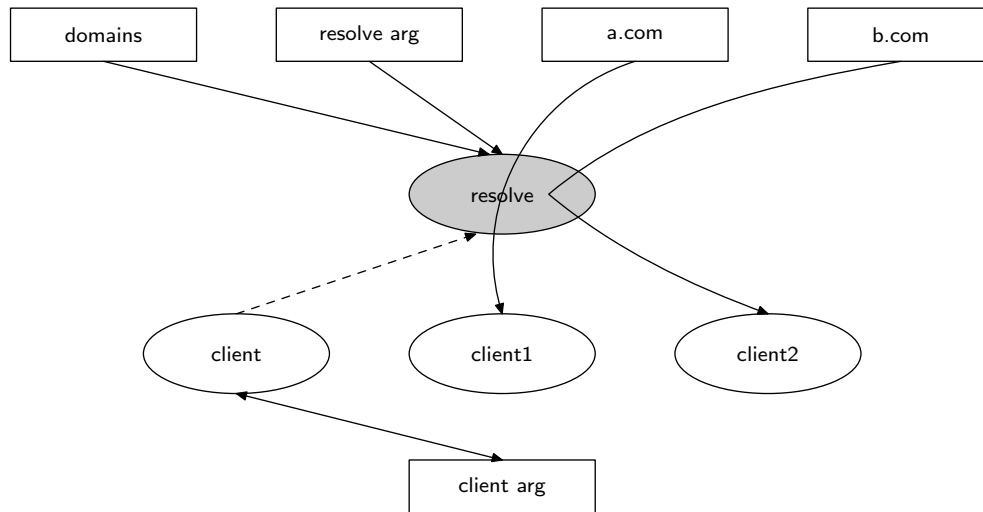 domains
resolve arg
a.com
b.com
resolve
client
client1
client2
client arg